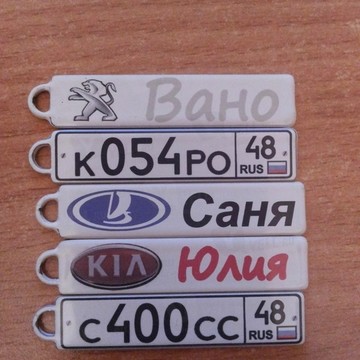 Вано
К054РО 48
RUS
Саня
KIA Юлия
С400СС 48
RUS